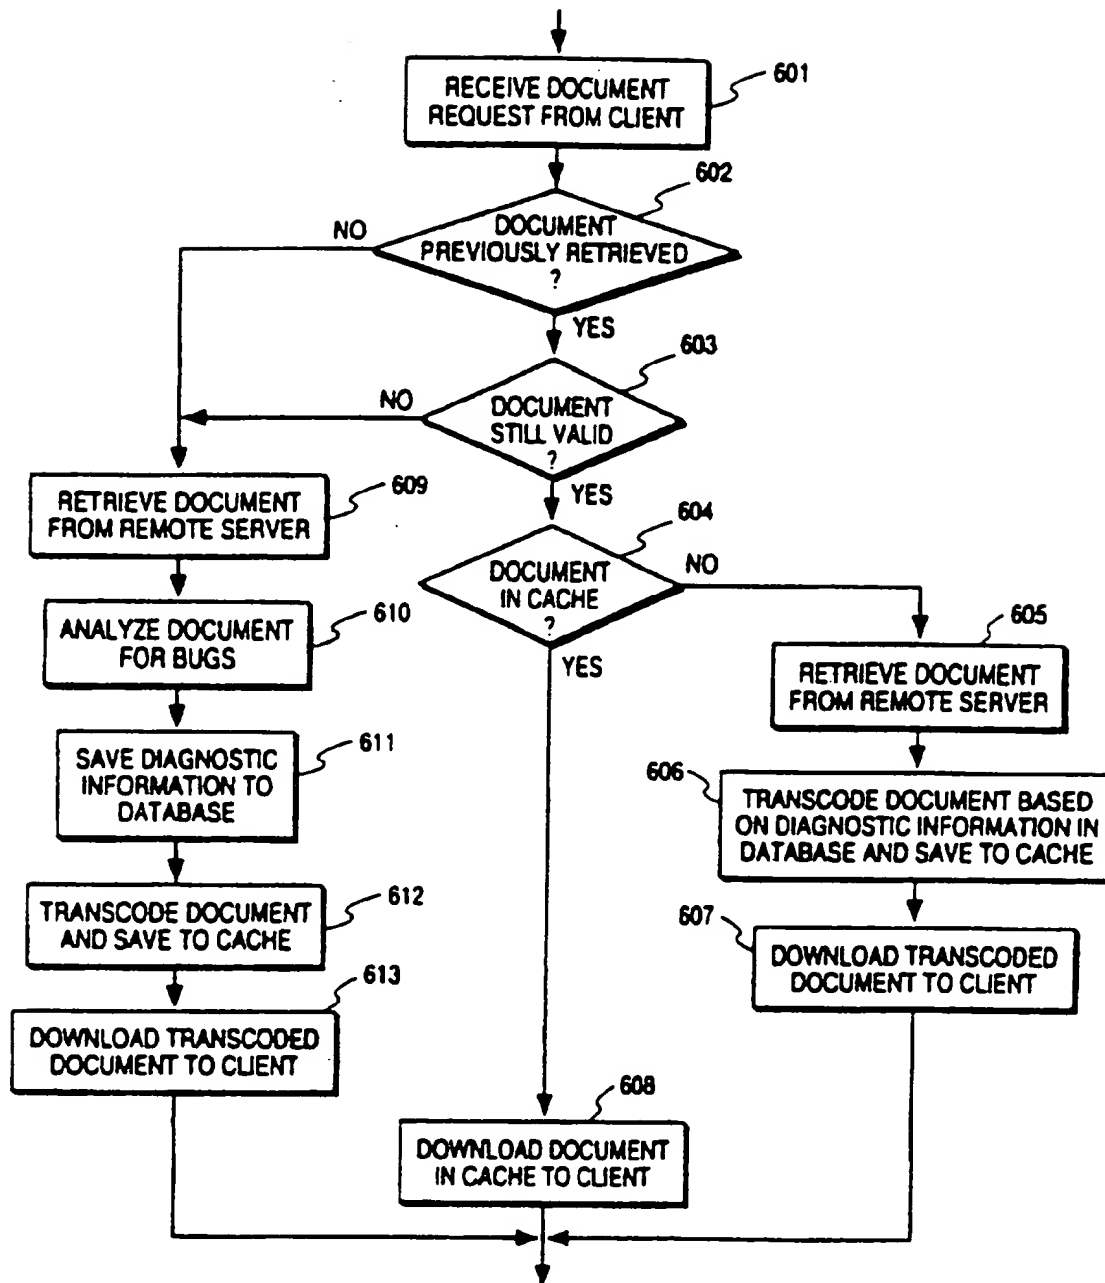 RECEIVE DOCUMENT
REQUEST FROM CLIENT
601
602
DOCUMENT
PREVIOUSLY RETRIEVED
?
NO
YES
603
DOCUMENT
STILL VALID
?
NO
YES
604
DOCUMENT
IN CACHE
?
NO
YES
RETRIEVE DOCUMENT
FROM REMOTE SERVER
609
ANALYZE DOCUMENT
FOR BUGS
610
SAVE DIAGNOSTIC
INFORMATION TO
DATABASE
611
TRANSCODE DOCUMENT
AND SAVE TO CACHE
612
613
DOWNLOAD TRANSCODED
DOCUMENT TO CLIENT
605
RETRIEVE DOCUMENT
FROM REMOTE SERVER
606
TRANSCODE DOCUMENT BASED
ON DIAGNOSTIC INFORMATION IN
DATABASE AND SAVE TO CACHE
607
DOWNLOAD TRANSCODED
DOCUMENT TO CLIENT
608
DOWNLOAD DOCUMENT
IN CACHE TO CLIENT